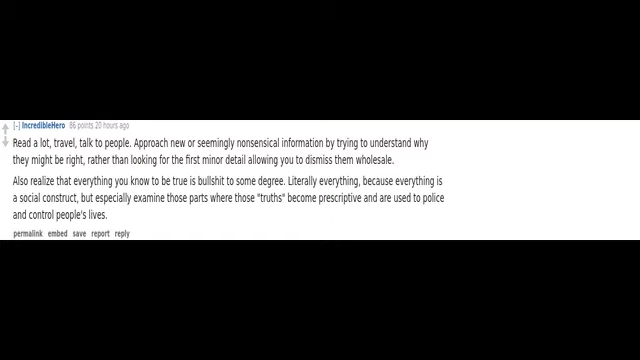 [–] IncredibleHero 86 points 20 hours ago
Read a lot, travel, talk to people. Approach new or seemingly nonsensical information by trying to understand why
they might be right, rather than looking for the first minor detail allowing you to dismiss them wholesale.
Also realize that everything you know to be true is bullshit to some degree. Literally everything, because everything is
a social construct, but especially examine those parts where those "truths" become prescriptive and are used to police
and control people's lives.
permalink embed save report reply